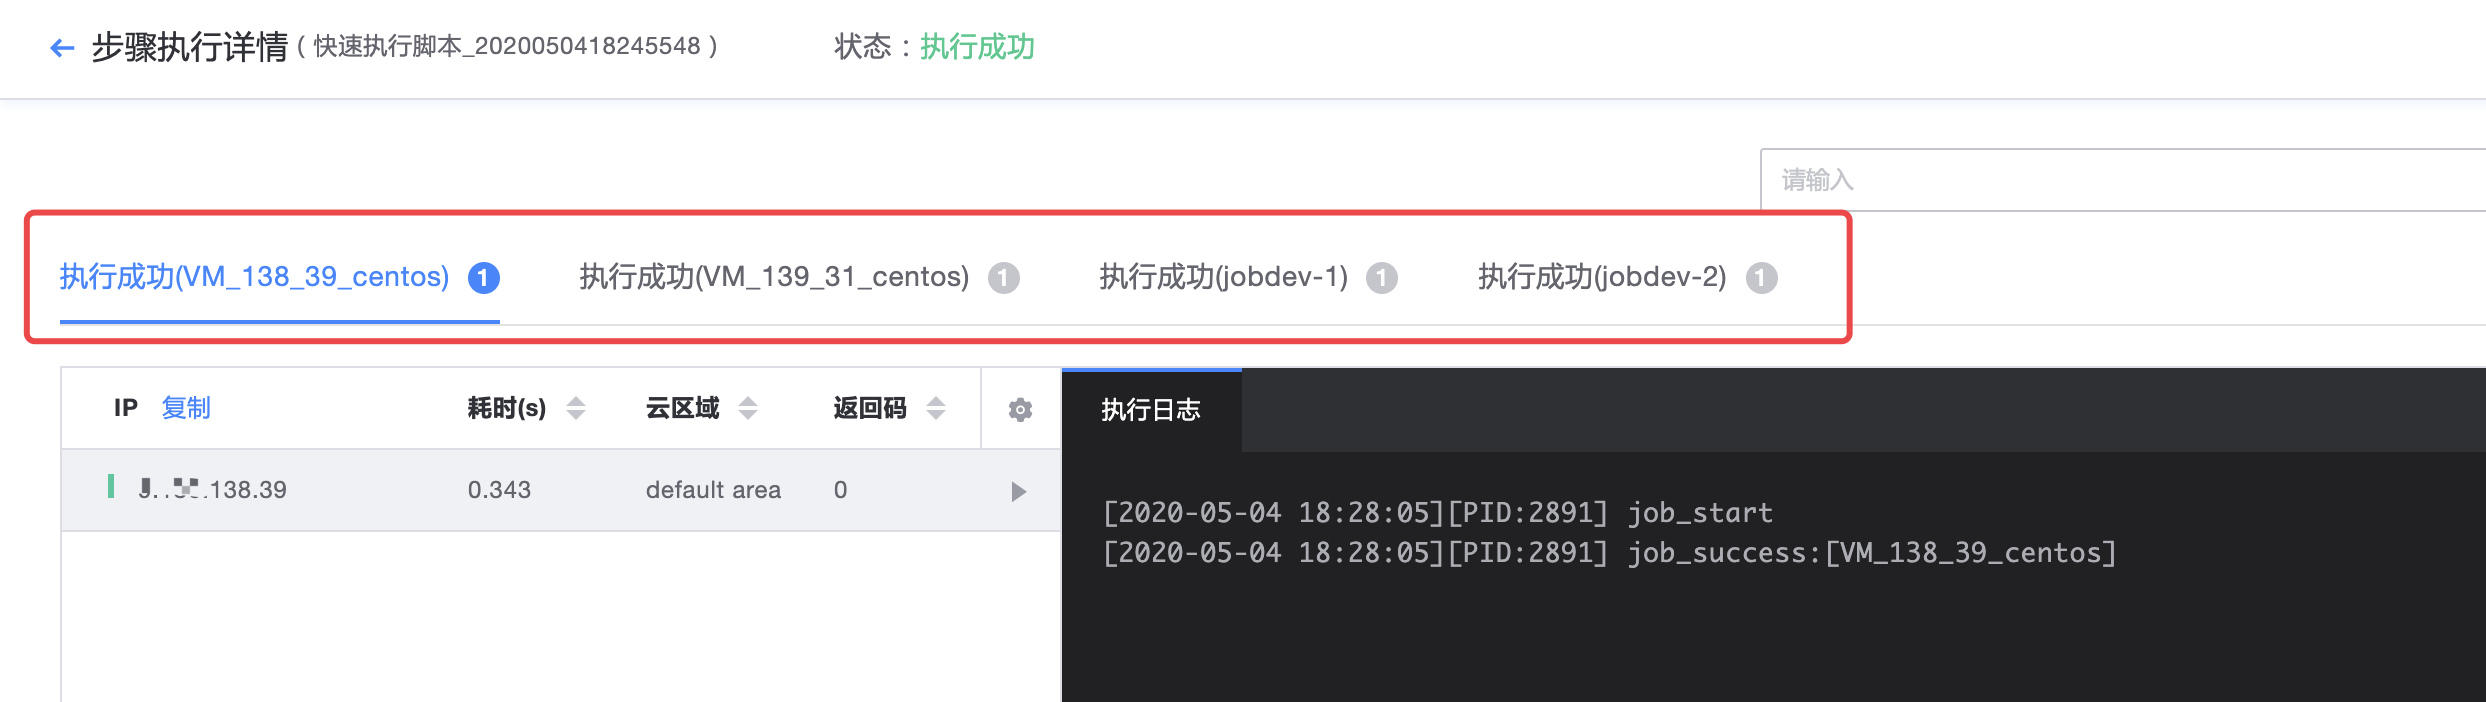 步骤执行详情 ( 快速执行脚本_2020050418245548 ) 状态 : 执行成功
请输入
执行成功(VM_138_39_centos) 1 执行成功(VM_139_31_centos) 1 执行成功(jobdev-1) 1 执行成功(jobdev-2) 1
IP 复制 耗时(s) 云区域 返回码 执行日志
.138.39 0.343 default area 0
[2020-05-04 18:28:05][PID:2891] job_start
[2020-05-04 18:28:05][PID:2891] job_success:[VM_138_39_centos]